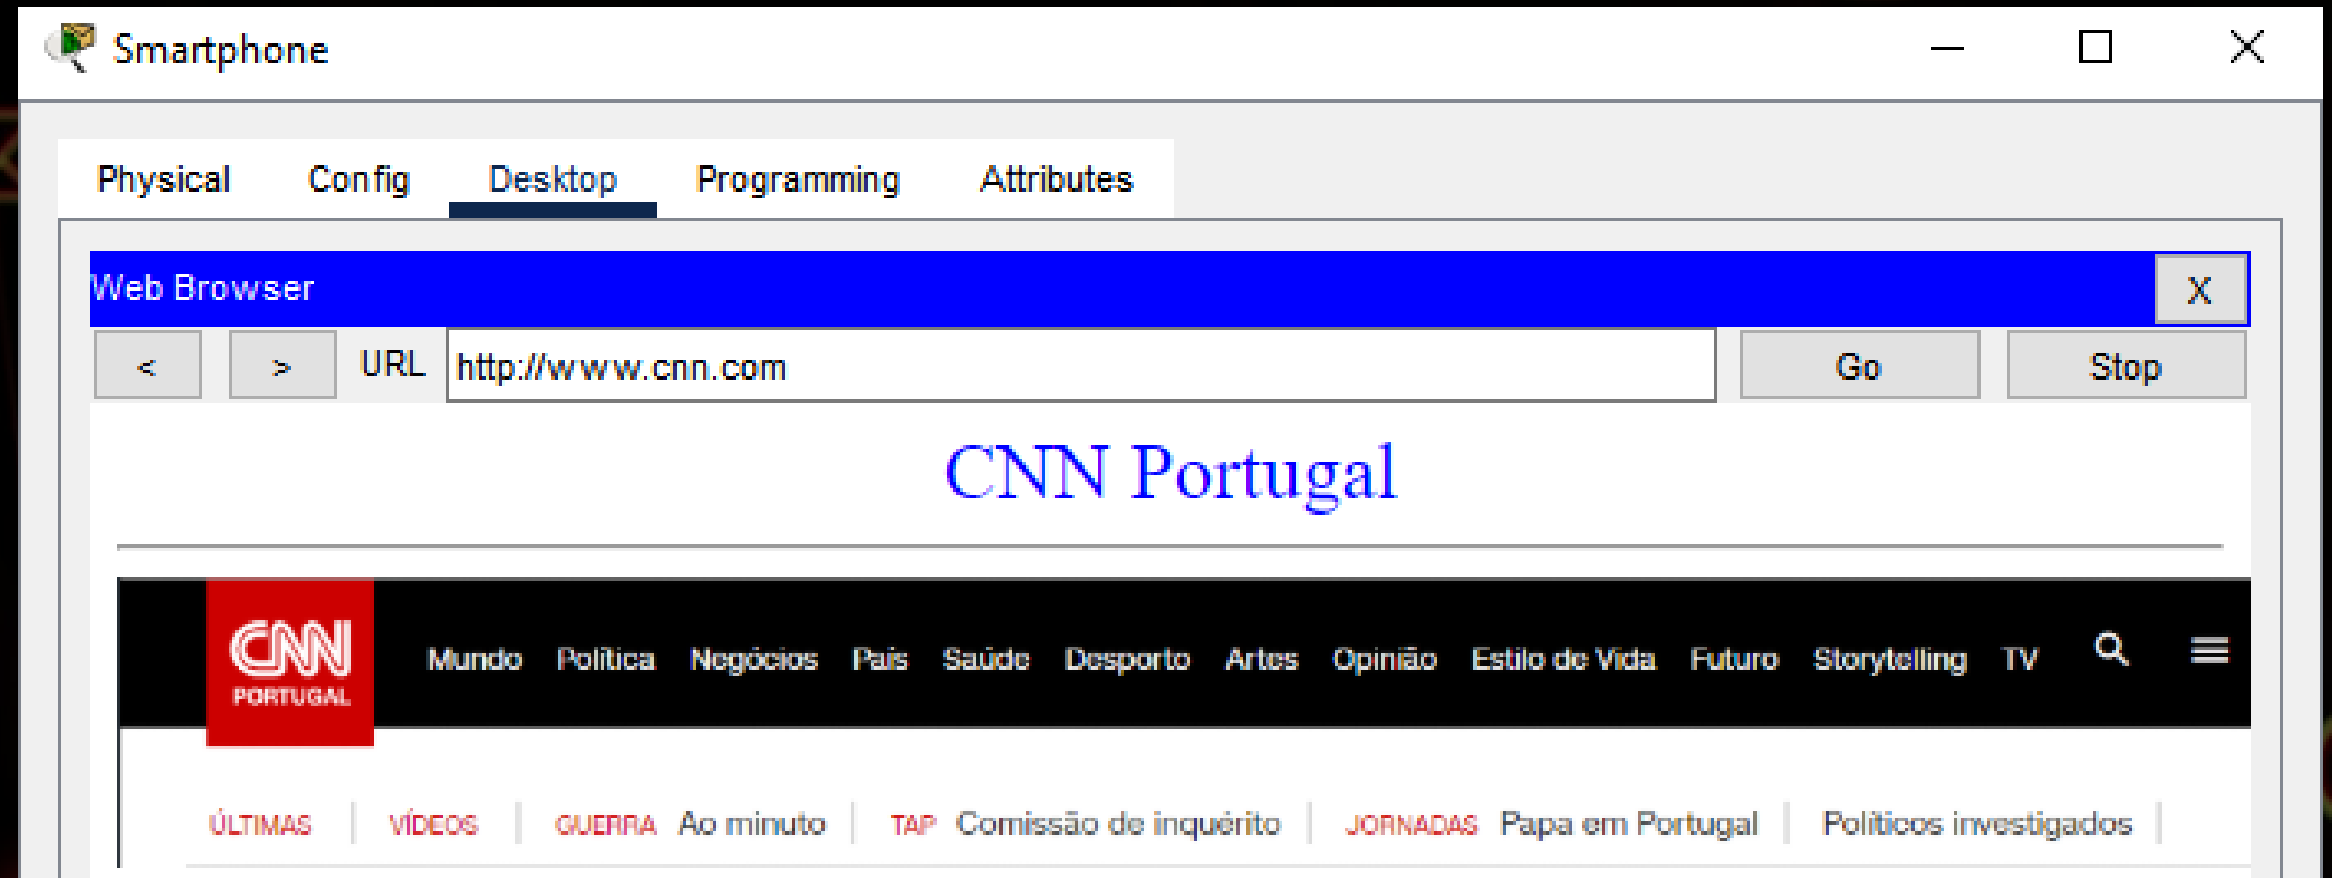 Smartphone
Physical Config Desktop Programming Attributes
Web Browser X
< > URL http://www.cnn.com Go Stop
CNN Portugal
CNN PORTUGAL Mundo Política Negócios País Saúde Desporto Artes Opinião Estilo de Vida Futuro Storytelling TV
ÚLTIMAS VÍDEOS GUERRA Ao minuto TAP Comissão de inquérito JORNADAS Papa em Portugal Políticos investigados